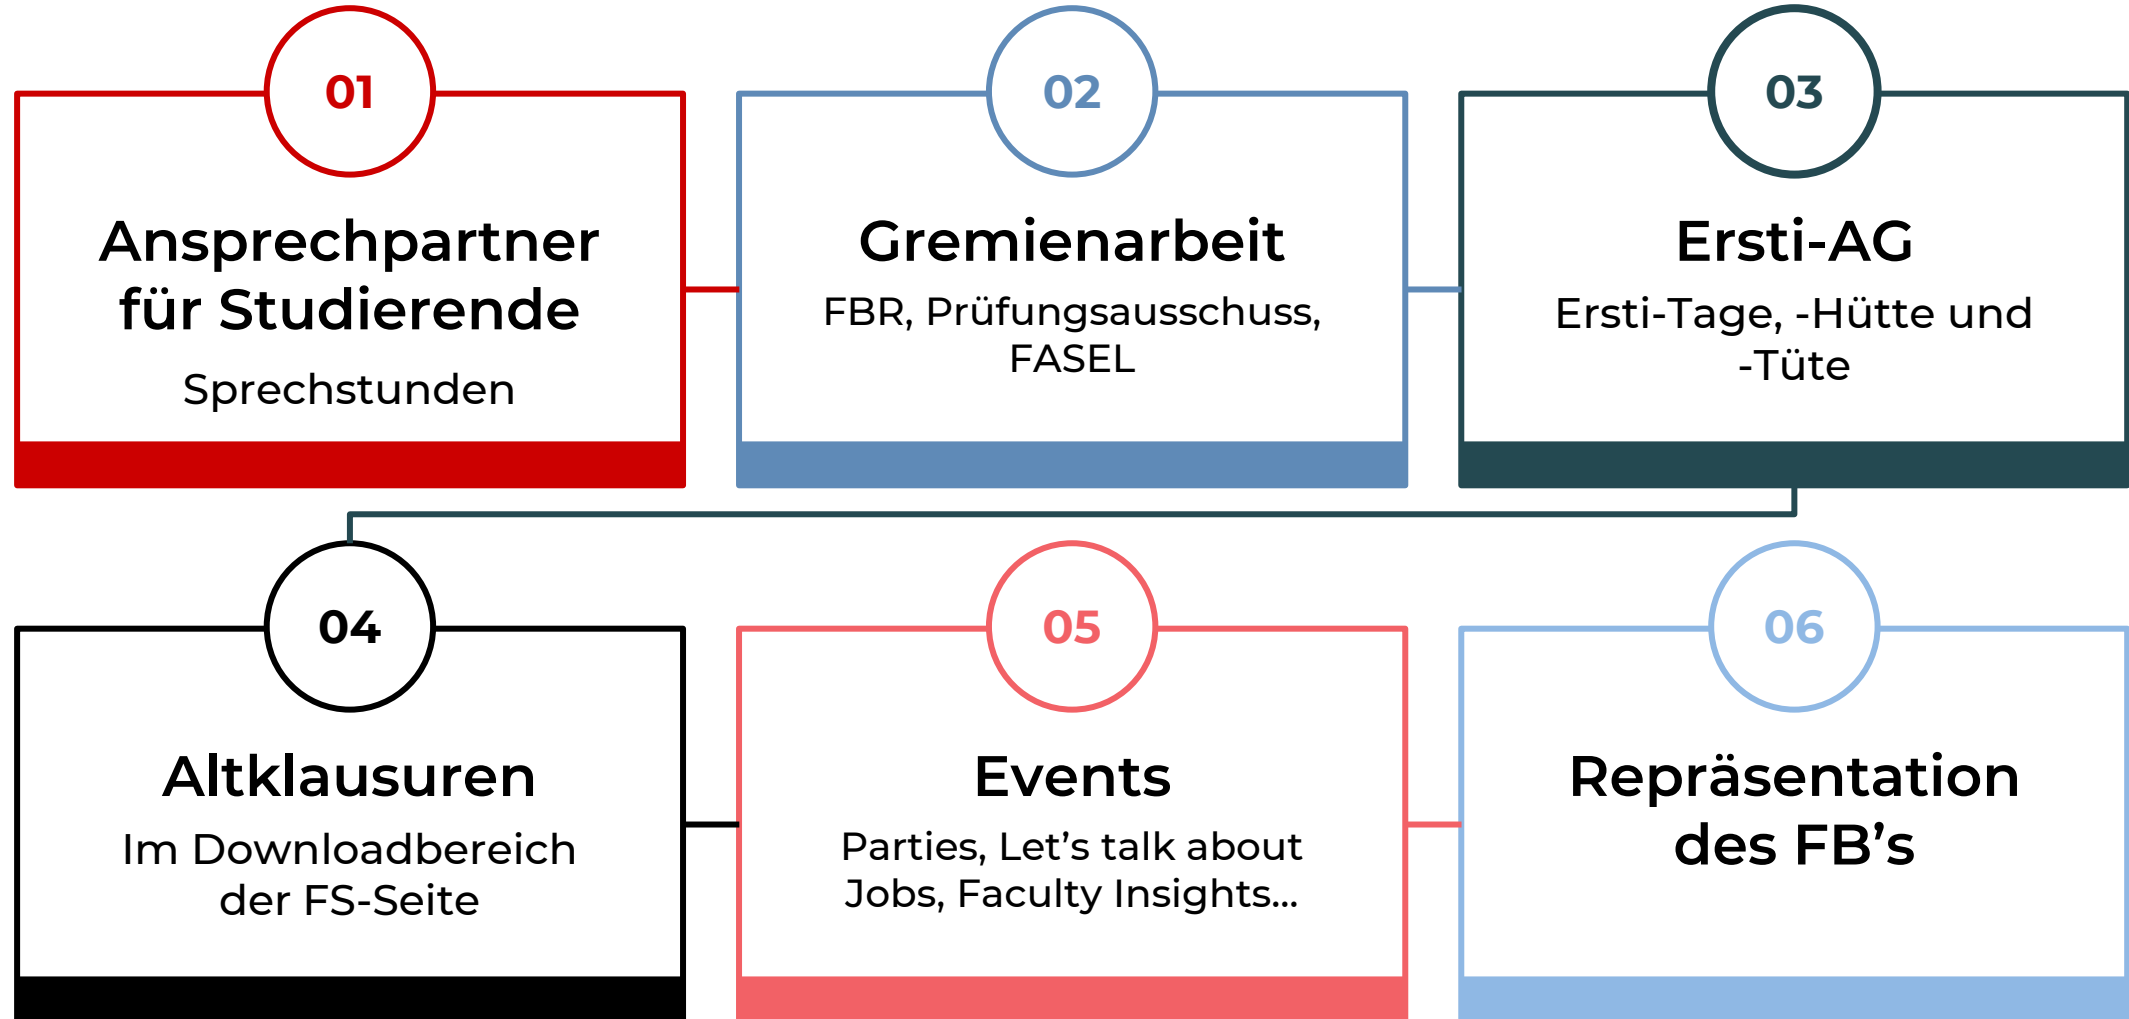 01
Ansprechpartner
für Studierende
Sprechstunden
02
Gremienarbeit
FBR, Prüfungsausschuss,
FASEL
03
Ersti-AG
Ersti-Tage, -Hütte und
-Tüte
04
Altklausuren
Im Downloadbereich
der FS-Seite
05
Events
Parties, Let’s talk about
Jobs, Faculty Insights...
06
Repräsentation
des FB’s